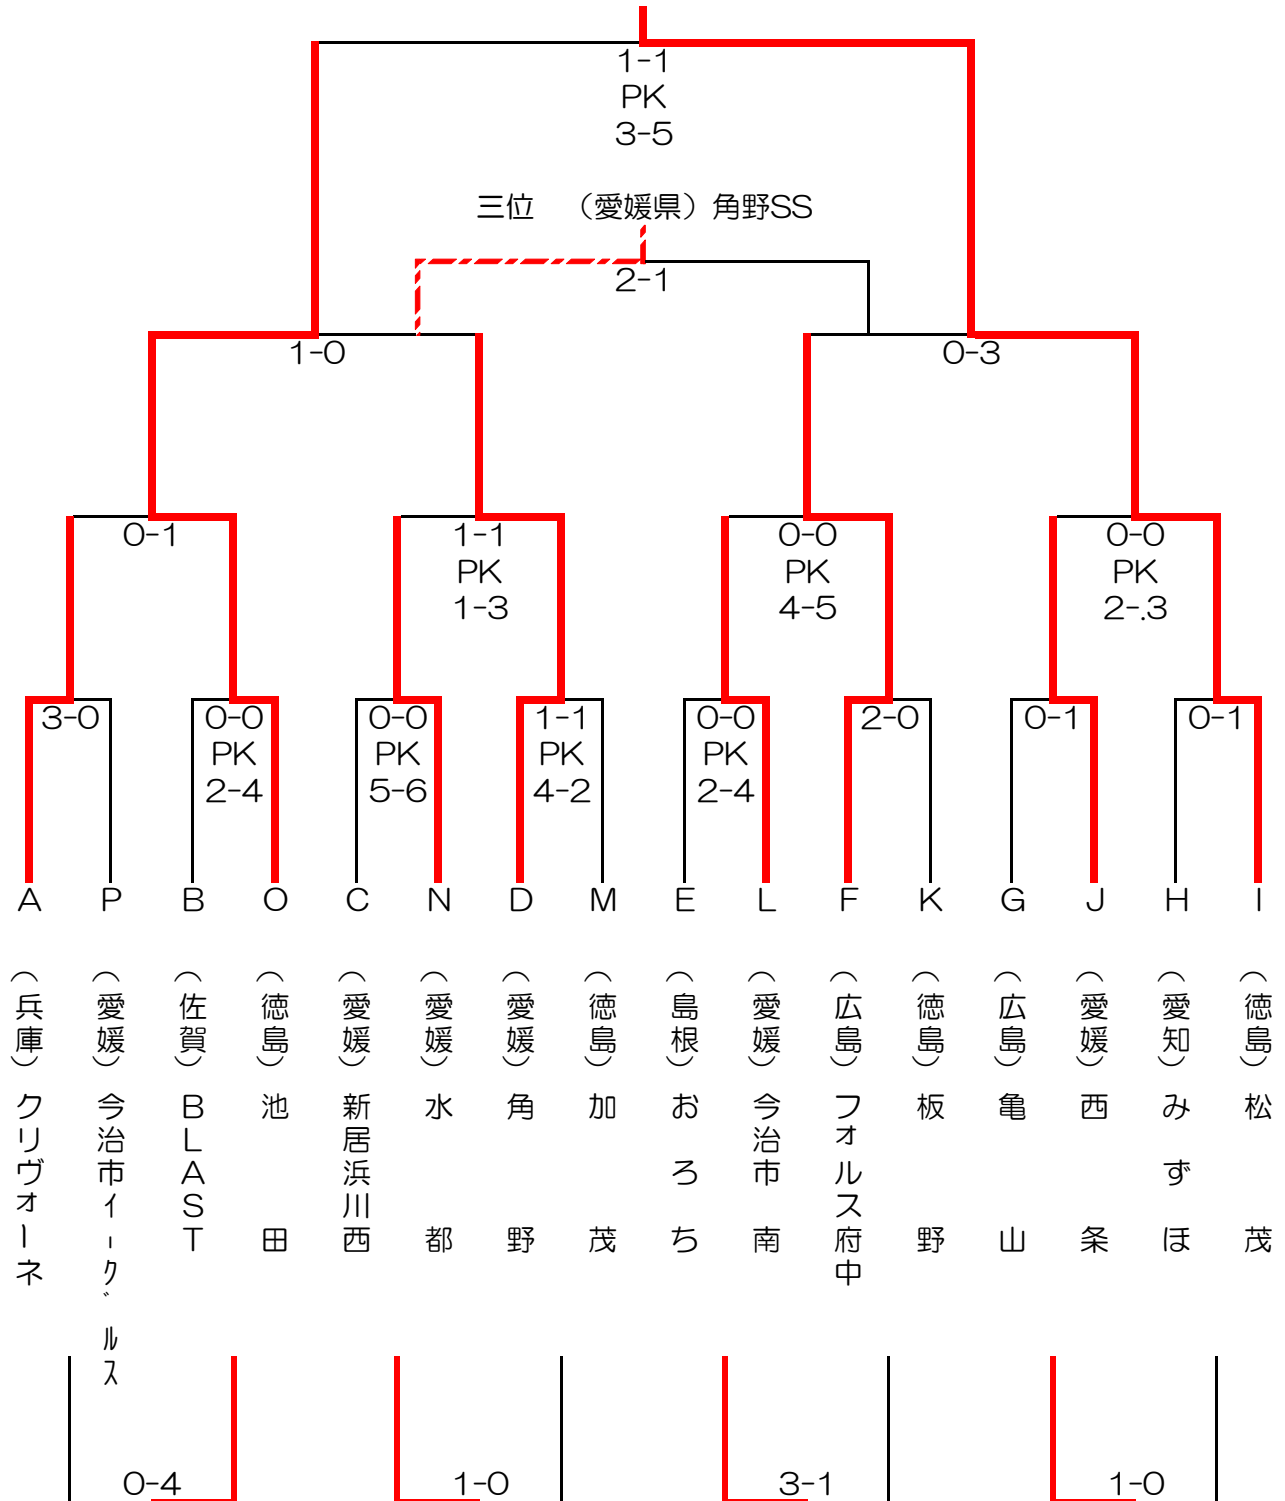 1-1
PK
3-5
三位　（愛媛県）角野SS
2-1
1-0
0-3
0-1
1-1
PK
1-3
0-0
PK
4-5
0-0
PK
2-.3
3-0
0-0
PK
2-4
0-0
PK
5-6
1-1
PK
4-2
0-0
PK
2-4
2-0
0-1
0-1
A P B O C N D M E L F K G J H I
（兵庫）クリヴォーネ
（愛媛）今治市イーグルス
（佐賀）BLAST
（徳島）池田
（愛媛）新居浜川西
（愛媛）水都
（愛媛）角野
（徳島）加茂
（島根）おろち
（愛媛）今治市南
（広島）フォルス府中
（徳島）板野
（広島）亀山
（愛媛）西条
（愛知）みずほ
（徳島）松茂
0-4
1-0
3-1
1-0